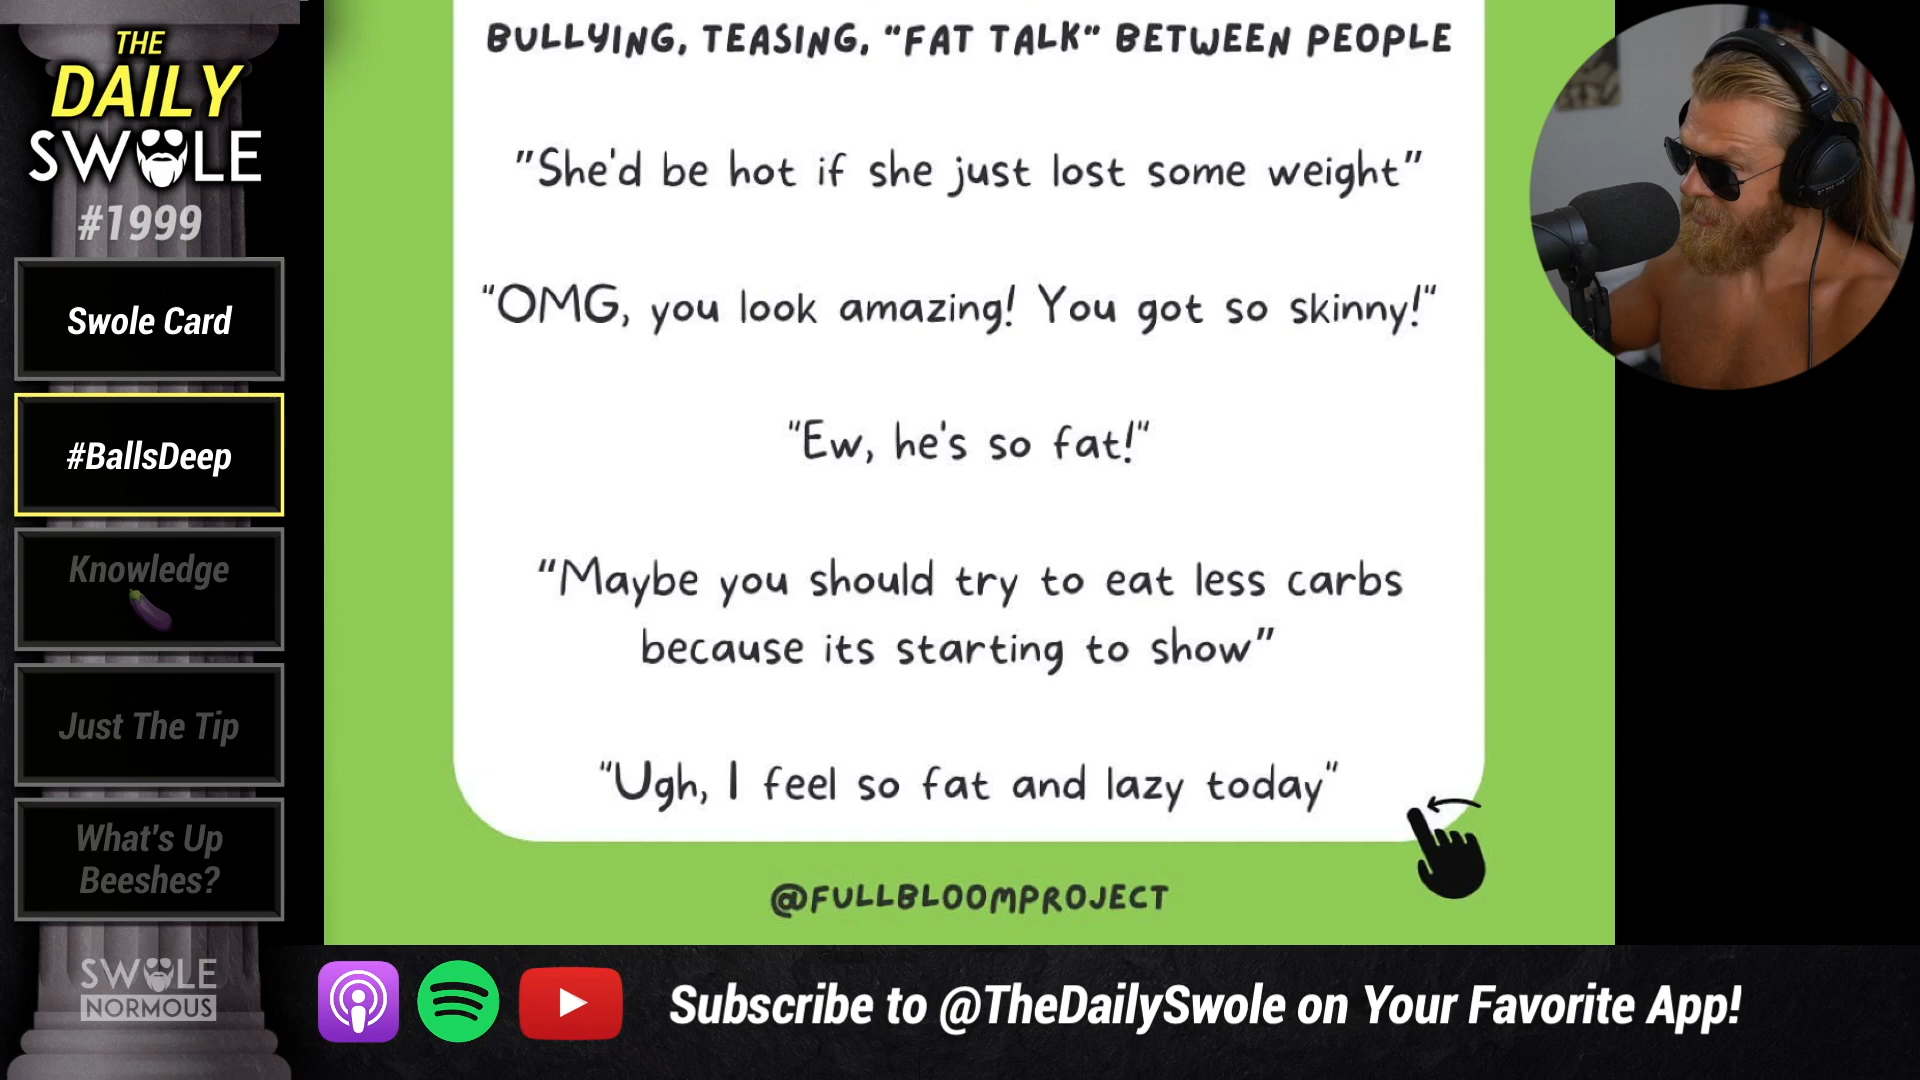 THE
DAILY
SWOLE
#1999
Swole Card
#BallsDeep
Knowledge
Just The Tip
What's Up
Beeshes?
SWOLE
NORMOUS
BULLYING, TEASING, "FAT TALK" BETWEEN PEOPLE
"She'd be hot if she just lost some weight"
"OMG, you look amazing! You got so skinny!"
"Ew, he's so fat!"
"Maybe you should try to eat less carbs
because its starting to show"
"Ugh, I feel so fat and lazy today"
@FULLBLOOMPROJECT
Subscribe to @TheDailySwole on Your Favorite App!